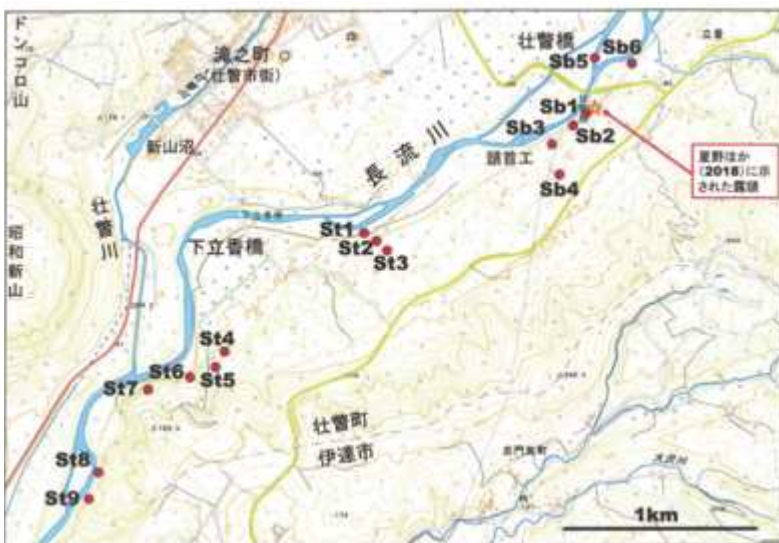 滝之町
(壮瞥市街)
壮瞥橋
Sb5
Sb6
Sb1
Sb2
Sb3
頭首工
Sb4
星野ほか
(2018)に示
された露頭
ドンコロ山
新山沼
長流川
壮瞥川
昭和新山
下立香橋
St1
St2
St3
St4
St5
St6
St7
St8
St9
壮瞥町
伊達市
立香
1km